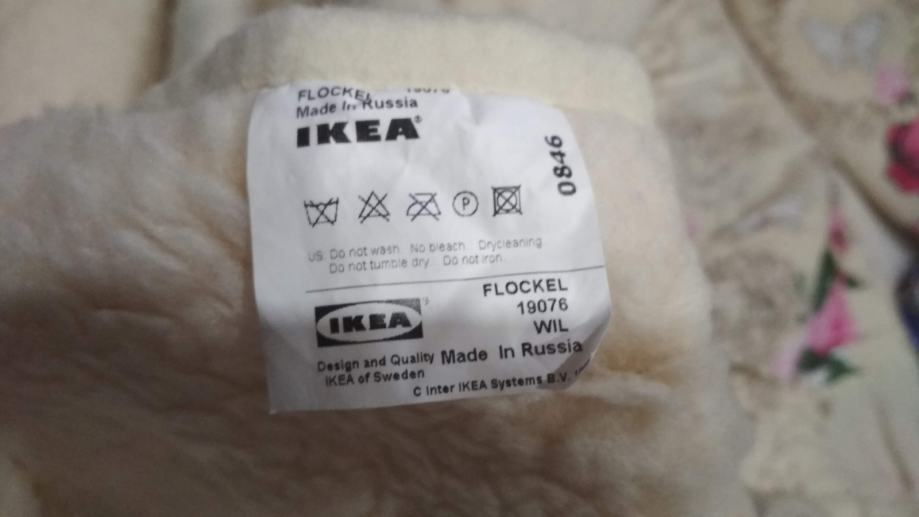 FLOCKEL 19076
Made In Russia
IKEA®
0846
P
US: Do not wash. No bleach. Drycleaning.
Do not tumble dry. Do not iron.
FLOCKEL
19076
WIL
IKEA®
Made In Russia
Design and Quality
IKEA of Sweden
C Inter IKEA Systems B.V.